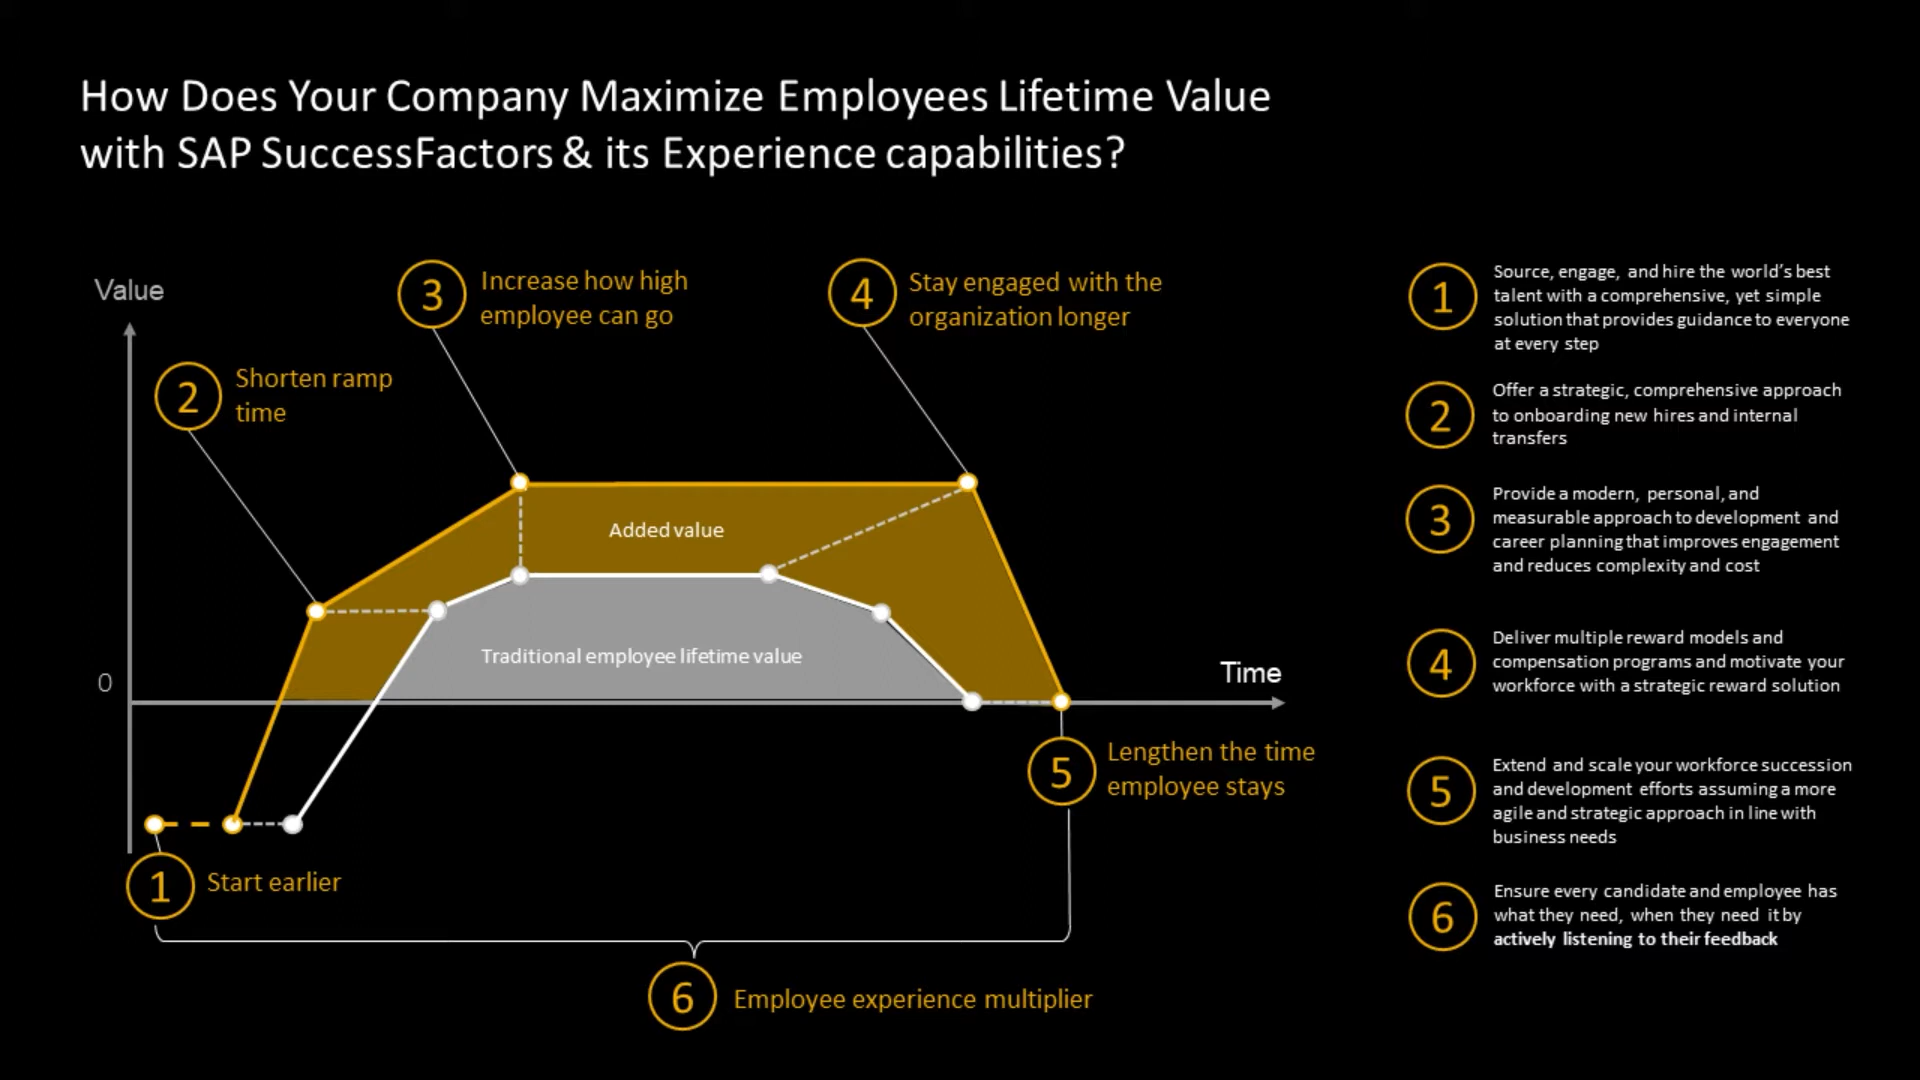 How Does Your Company Maximize Employees Lifetime Value
with SAP SuccessFactors & its Experience capabilities?
Value
3
Increase how high
employee can go
4
Stay engaged with the
organization longer
2
Shorten ramp
time
Added value
Traditional employee lifetime value
Time
0
5
Lengthen the time
employee stays
1
Start earlier
6
Employee experience multiplier
1
Source, engage, and hire the world's best
talent with a comprehensive, yet simple
solution that provides guidance to everyone
at every step
2
Offer a strategic, comprehensive approach
to onboarding new hires and internal
transfers
3
Provide a modern, personal, and
measurable approach to development and
career planning that improves engagement
and reduces complexity and cost
4
Deliver multiple reward models and
compensation programs and motivate your
workforce with a strategic reward solution
5
Extend and scale your workforce succession
and development efforts assuming a more
agile and strategic approach in line with
business needs
6
Ensure every candidate and employee has
what they need, when they need it by
actively listening to their feedback